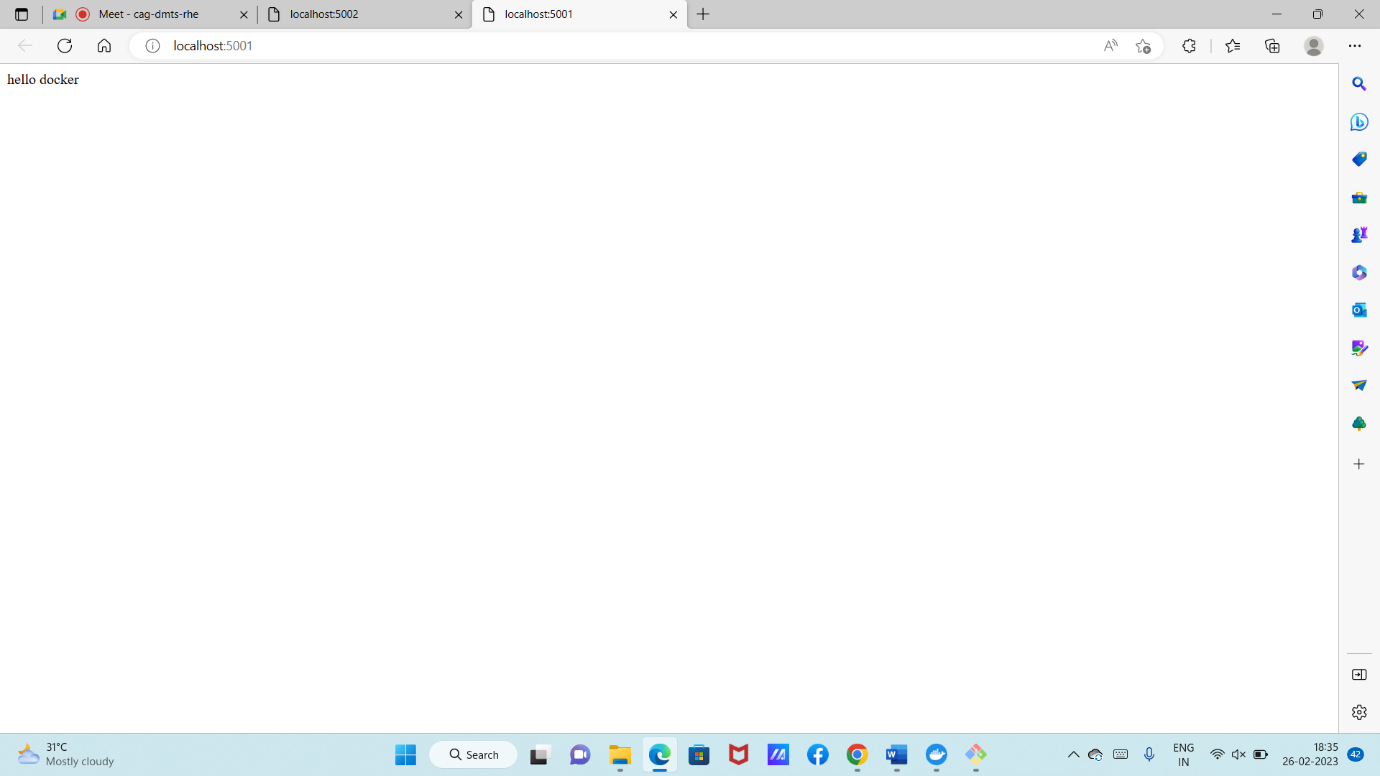 Meet - cag-dmts-rhe
localhost:5002
localhost:5001
localhost:5001
hello docker
31°C
Mostly cloudy
Search
ENG
IN
18:35
26-02-2023
42